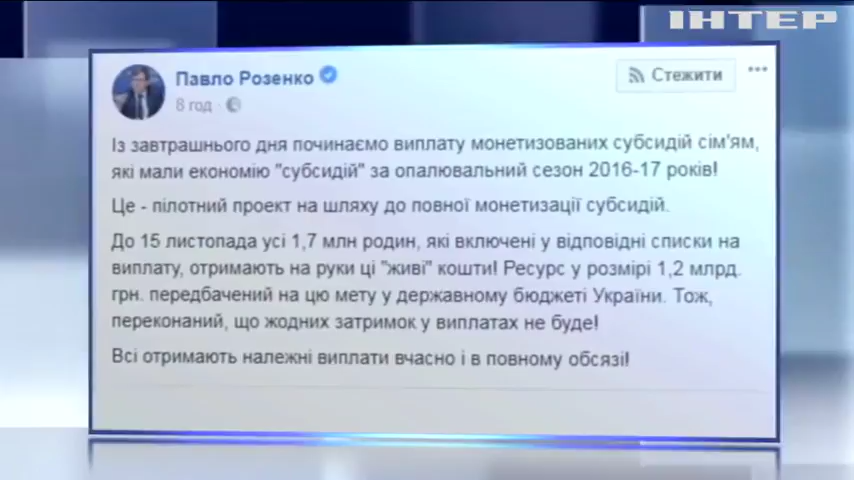 ІНТЕР
Павло Розенко
Стежити
8 год
Із завтрашнього дня починаємо виплату монетизованих субсидій сім'ям,
які мали економію "субсидій" за опалювальний сезон 2016-17 років!
Це - пілотний проект на шляху до повної монетизації субсидій.
До 15 листопада усі 1,7 млн родин, які включені у відповідні списки на
виплату, отримають на руки ці "живі" кошти! Ресурс у розмірі 1,2 млрд.
грн. передбачений на цю мету у державному бюджеті України. Тож,
переконаний, що жодних затримок у виплатах не буде!
Всі отримають належні виплати вчасно і в повному обсязі!